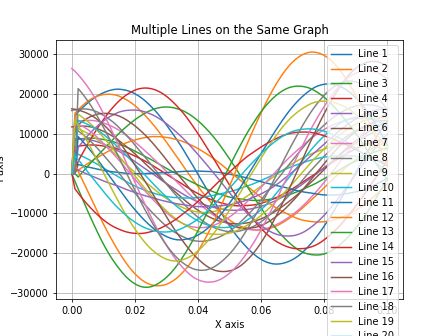 Multiple Lines on the Same Graph
30000
20000
10000
0
−10000
−20000
−30000
0.00
0.02
0.04
0.06
X axis
Line 1
Line 2
Line 3
Line 4
Line 5
Line 6
Line 7
Line 8
Line 9
Line 10
Line 11
Line 12
Line 13
Line 14
Line 15
Line 16
Line 17
Line 18
Line 19
Line 20